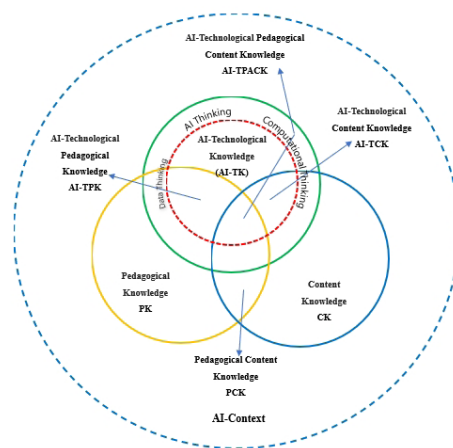 AI-Technological Pedagogical
Content Knowledge
AI-TPACK
AI-Technological
Content Knowledge
AI-TCK
AI-Technological
Pedagogical
Knowledge
AI-TPK
AI Thinking
Computational Thinking
Data Thinking
AI-Technological
Knowledge
(AI-TK)
Pedagogical
Knowledge
PK
Content
Knowledge
CK
Pedagogical Content
Knowledge
PCK
AI-Context